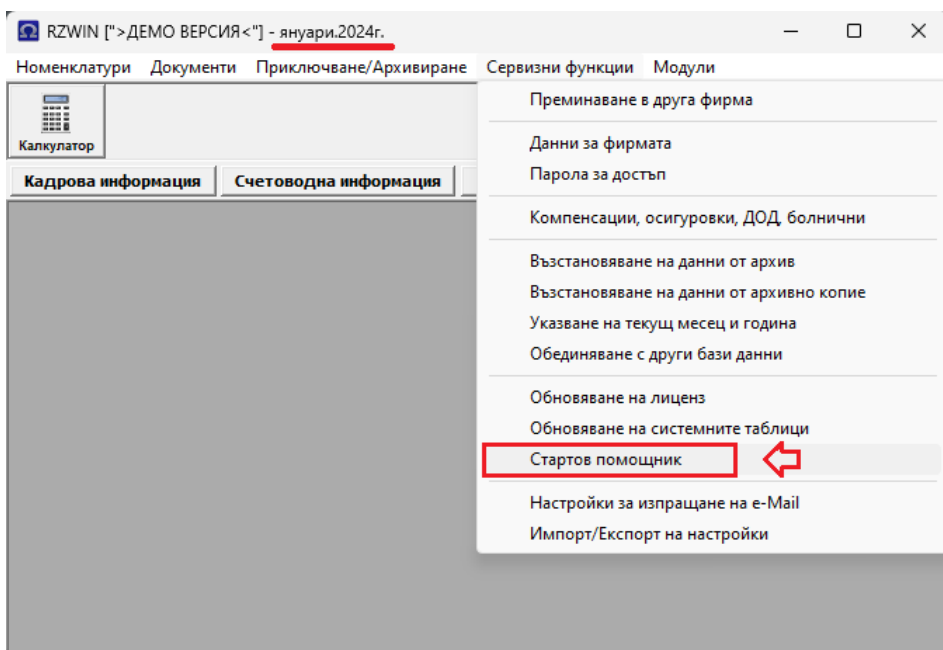 RZWIN [">ДЕМО ВЕРСИЯ<"] - януари.2024г.
Номенклатури Документи Приключване/Архивиране Сервизни функции Модули
Калкулатор
Кадрова информация Счетоводна информация
Преминаване в друга фирма
Данни за фирмата
Парола за достъп
Компенсации, осигуровки, ДОД, болнични
Възстановяване на данни от архив
Възстановяване на данни от архивно копие
Указване на текущ месец и година
Обединяване с други бази данни
Обновяване на лиценз
Обновяване на системните таблици
Стартов помощник
Настройки за изпращане на e-Mail
Импорт/Експорт на настройки